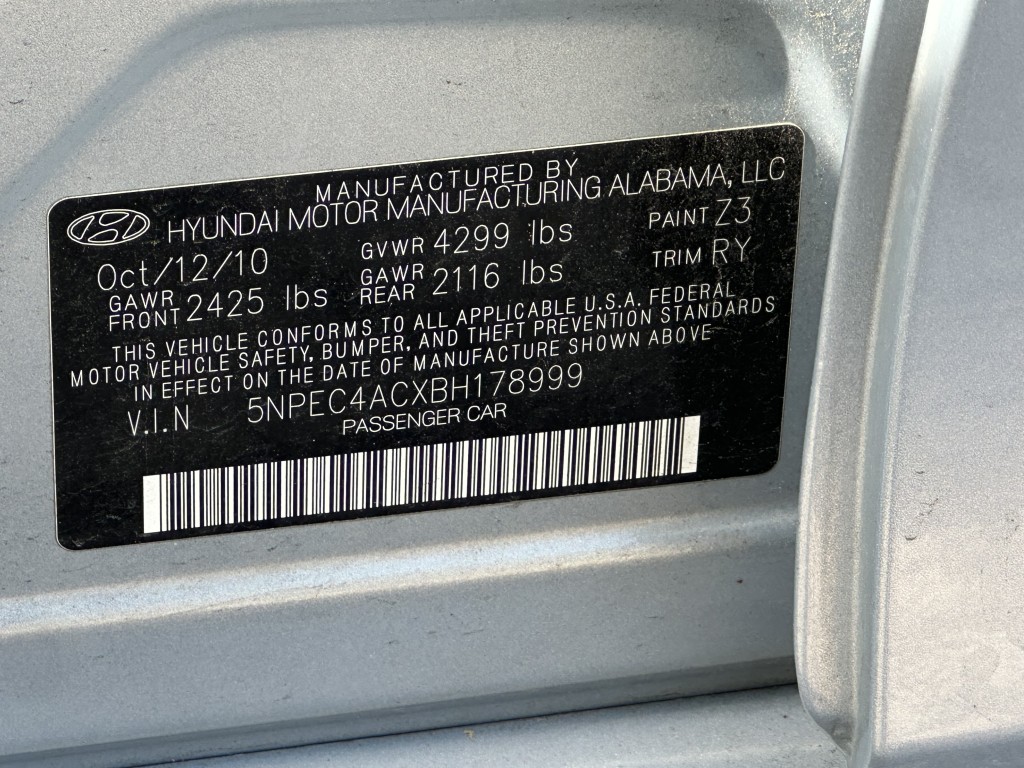 MANUFACTURED BY
HYUNDAI MOTOR MANUFACTURING ALABAMA, LLC
Oct/12/10 GVWR 4299 lbs PAINT Z3
GAWR FRONT 2425 lbs GAWR REAR 2116 lbs TRIM RY
THIS VEHICLE CONFORMS TO ALL APPLICABLE U.S.A. FEDERAL
MOTOR VEHICLE SAFETY, BUMPER, AND THEFT PREVENTION STANDARDS
IN EFFECT ON THE DATE OF MANUFACTURE SHOWN ABOVE
V.I.N 5NPEC4ACXBH178999
PASSENGER CAR